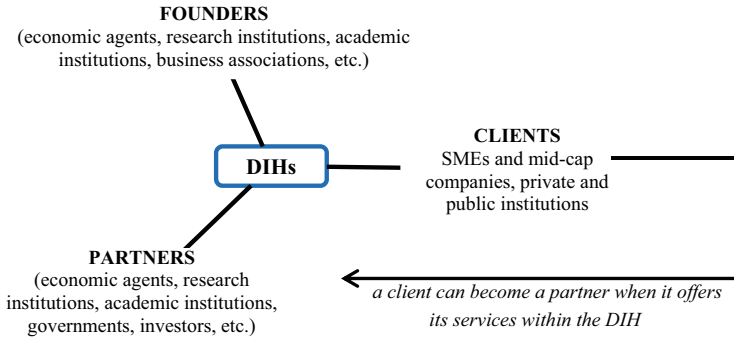 FOUNDERS
(economic agents, research institutions, academic
institutions, business associations, etc.)
DIHs
CLIENTS
SMEs and mid-cap
companies, private and
public institutions
PARTNERS
(economic agents, research
institutions, academic institutions,
governments, investors, etc.)
a client can become a partner when it offers
its services within the DIH